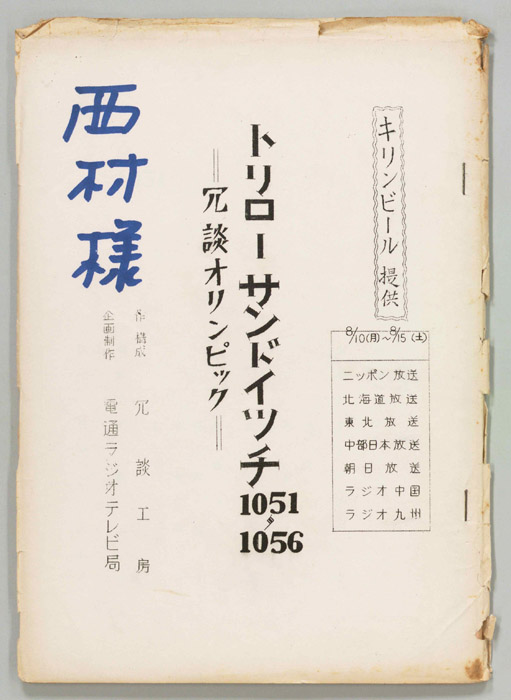 キリンビール 提供
8/10(月)～8/15(土)
ニッポン放送
北海道放送
東北放送
中部日本放送
朝日放送
ラジオ中国
ラジオ九州
トリローサンドイツチ
1051
〃
1056
＝冗談オリンピック＝
作・構成 冗談工房
企画制作 電通ラジオテレビ局
西村様